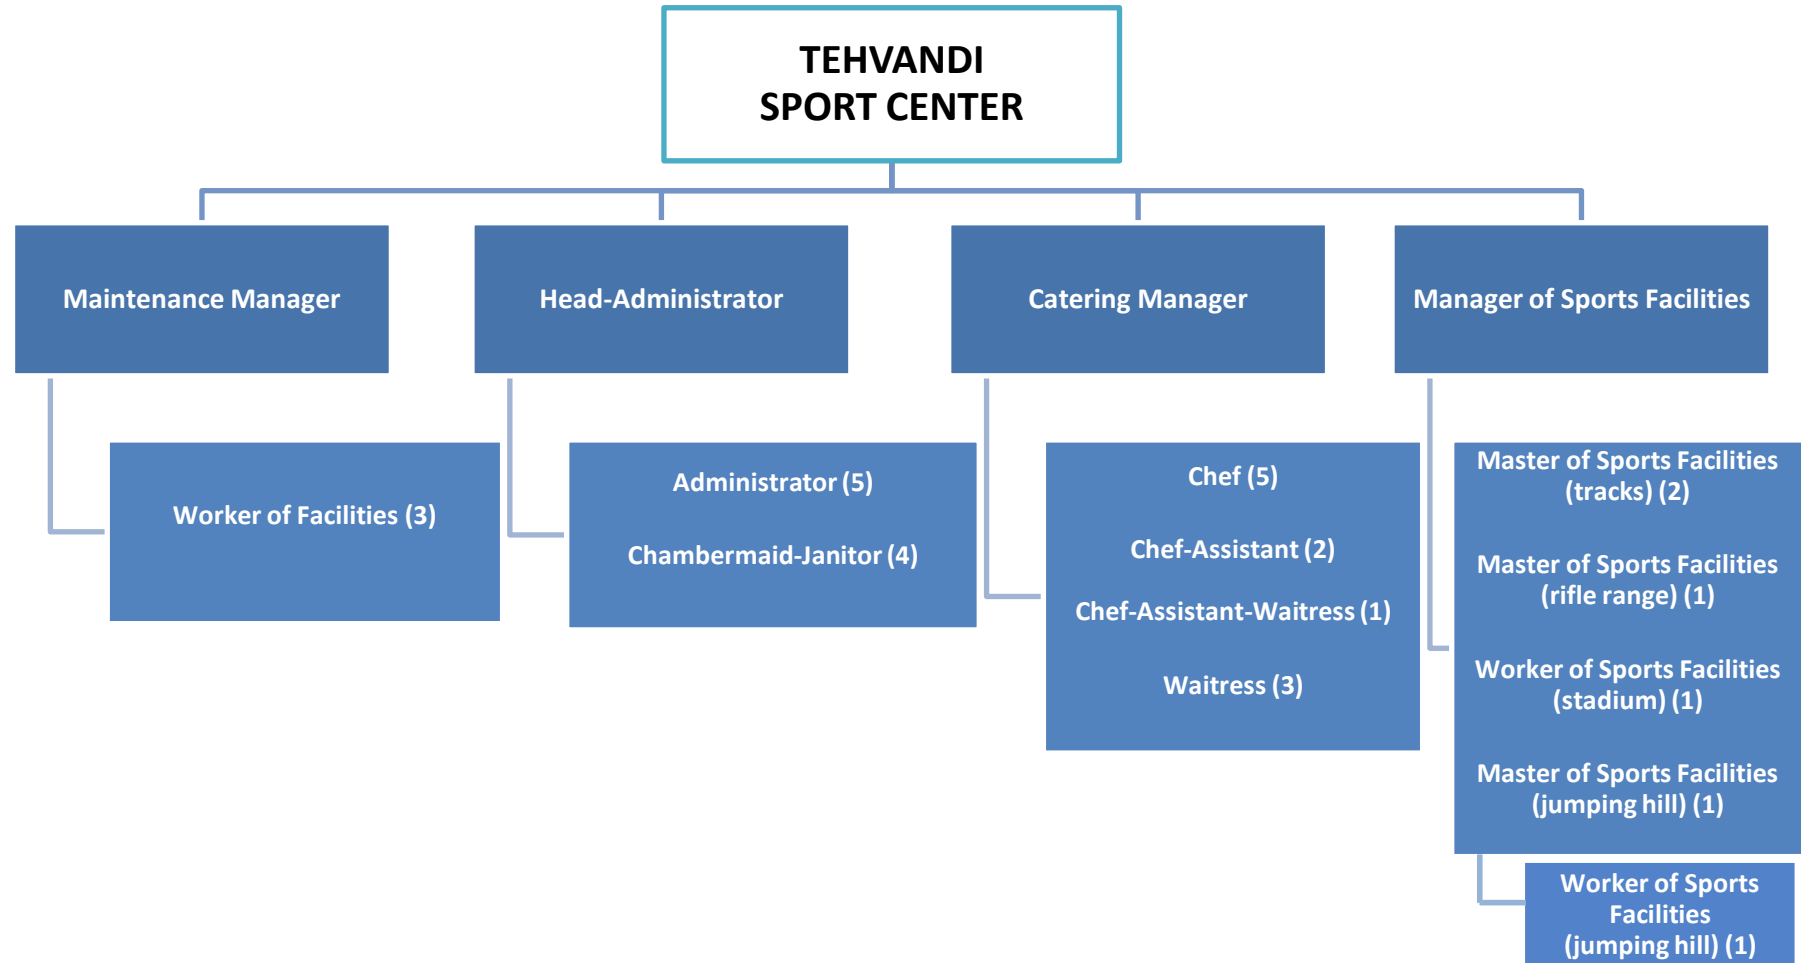 TEHVANDI
SPORT CENTER
Maintenance Manager
Head-Administrator
Catering Manager
Manager of Sports Facilities
Worker of Facilities (3)
Administrator (5)
Chambermaid-Janitor (4)
Chef (5)
Chef-Assistant (2)
Chef-Assistant-Waitress (1)
Waitress (3)
Master of Sports Facilities
(tracks) (2)
Master of Sports Facilities
(rifle range) (1)
Worker of Sports Facilities
(stadium) (1)
Master of Sports Facilities
(jumping hill) (1)
Worker of Sports
Facilities
(jumping hill) (1)